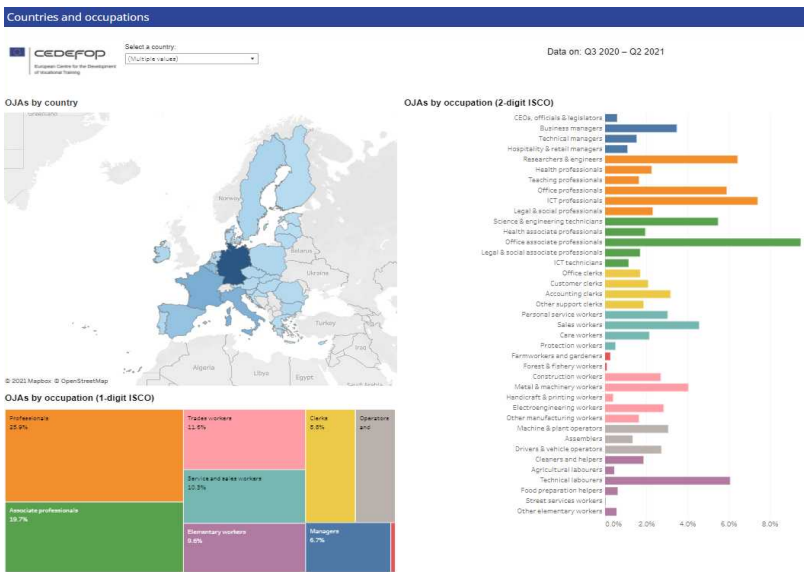 Countries and occupations
CEDEFOP
European Centre for the Development
of Vocational Training
Select a country:
(Multiple values)
Data on: Q3 2020 – Q2 2021
OJAs by country
Norway
Belarus
Ukraine
Turkey
Iraq
Algeria
Libya
Egypt
Saudi Arabia
© 2021 Mapbox © OpenStreetMap
OJAs by occupation (1-digit ISCO)
Professionals
25.9%
Associate professionals
19.7%
Trades workers
11.6%
Service and sales workers
10.3%
Elementary workers
Clerks
Operators
and
Managers
6.7%
OJAs by occupation (2-digit ISCO)
CEOs, officials & legislators
Business managers
Technical managers
Hospitality & retail managers
Researchers & engineers
Health professionals
Teaching professionals
Office professionals
ICT professionals
Legal & social professionals
Science & engineering technicians
Health associate professionals
Office associate professionals
Legal & social associate professionals
ICT technicians
Office clerks
Customer clerks
Accounting clerks
Other support clerks
Personal service workers
Sales workers
Care workers
Protection workers
Farmworkers and gardeners
Forest & fishery workers
Construction workers
Metal & machinery workers
Handicraft & printing workers
Electroengineering workers
Other manufacturing workers
Machine & plant operators
Assemblers
Drivers & vehicle operators
Cleaners and helpers
Agricultural labourers
Technical labourers
Food preparation helpers
Street services workers
Other elementary workers
0.0% 2.0% 4.0% 6.0% 8.0%